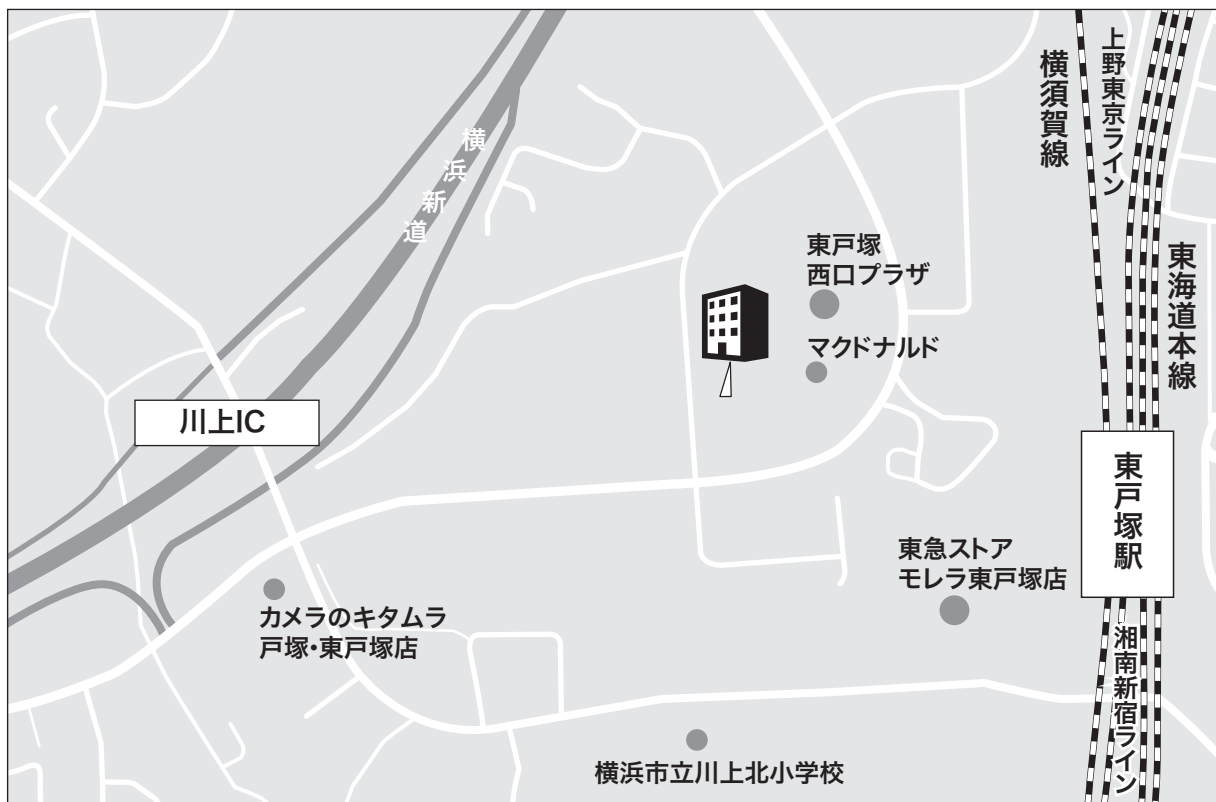 横須賀線
上野東京ライン
横浜新道
東戸塚
西口プラザ
東海道本線
マクドナルド
川上IC
東戸塚駅
東急ストア
モレラ東戸塚店
カメラのキタムラ
戸塚・東戸塚店
湘南新宿ライン
横浜市立川上北小学校